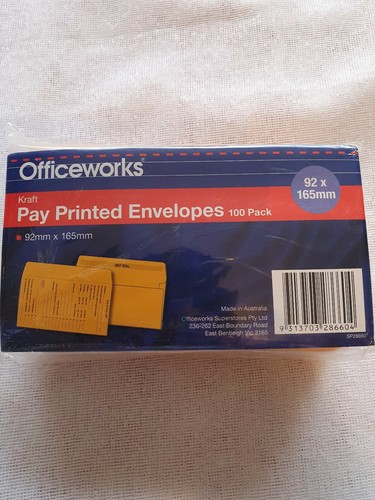 Officeworks
Kraft
Pay Printed Envelopes 100 Pack
92 x
165mm
92mm x 165mm
Made in Australia
Officeworks Superstores Pty Ltd
236-262 East Boundary Road
East Bentleigh Vic 3165
9 313703 286604